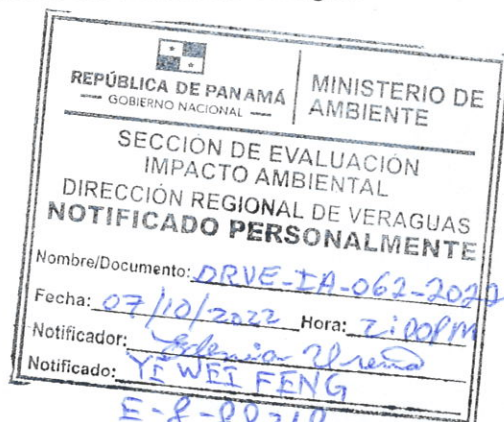 REPÚBLICA DE PANAMÁ
— GOBIERNO NACIONAL —
MINISTERIO DE
AMBIENTE
SECCIÓN DE EVALUACIÓN
IMPACTO AMBIENTAL
DIRECCIÓN REGIONAL DE VERAGUAS
NOTIFICADO PERSONALMENTE
Nombre/Documento: DRVE-IA-062-2022
Fecha: 07/10/2022 Hora: 2:00PM
Notificador:
Notificado: YI WEI FENG